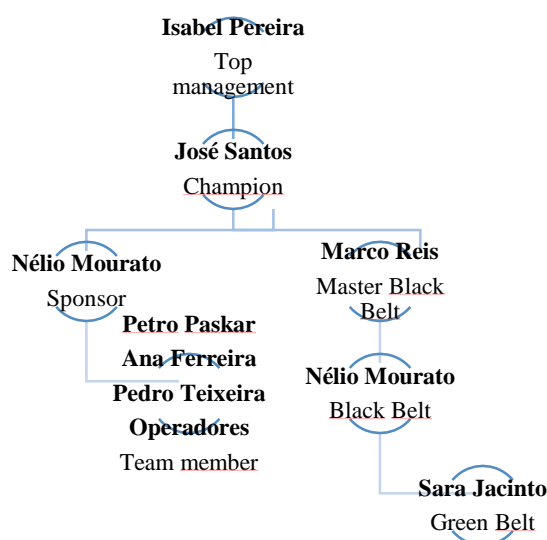 Isabel Pereira
Top
management
José Santos
Champion
Nélio Mourato
Sponsor
Petro Paskar
Ana Ferreira
Pedro Teixeira
Operadores
Team member
Marco Reis
Master Black
Belt
Nélio Mourato
Black Belt
Sara Jacinto
Green Belt